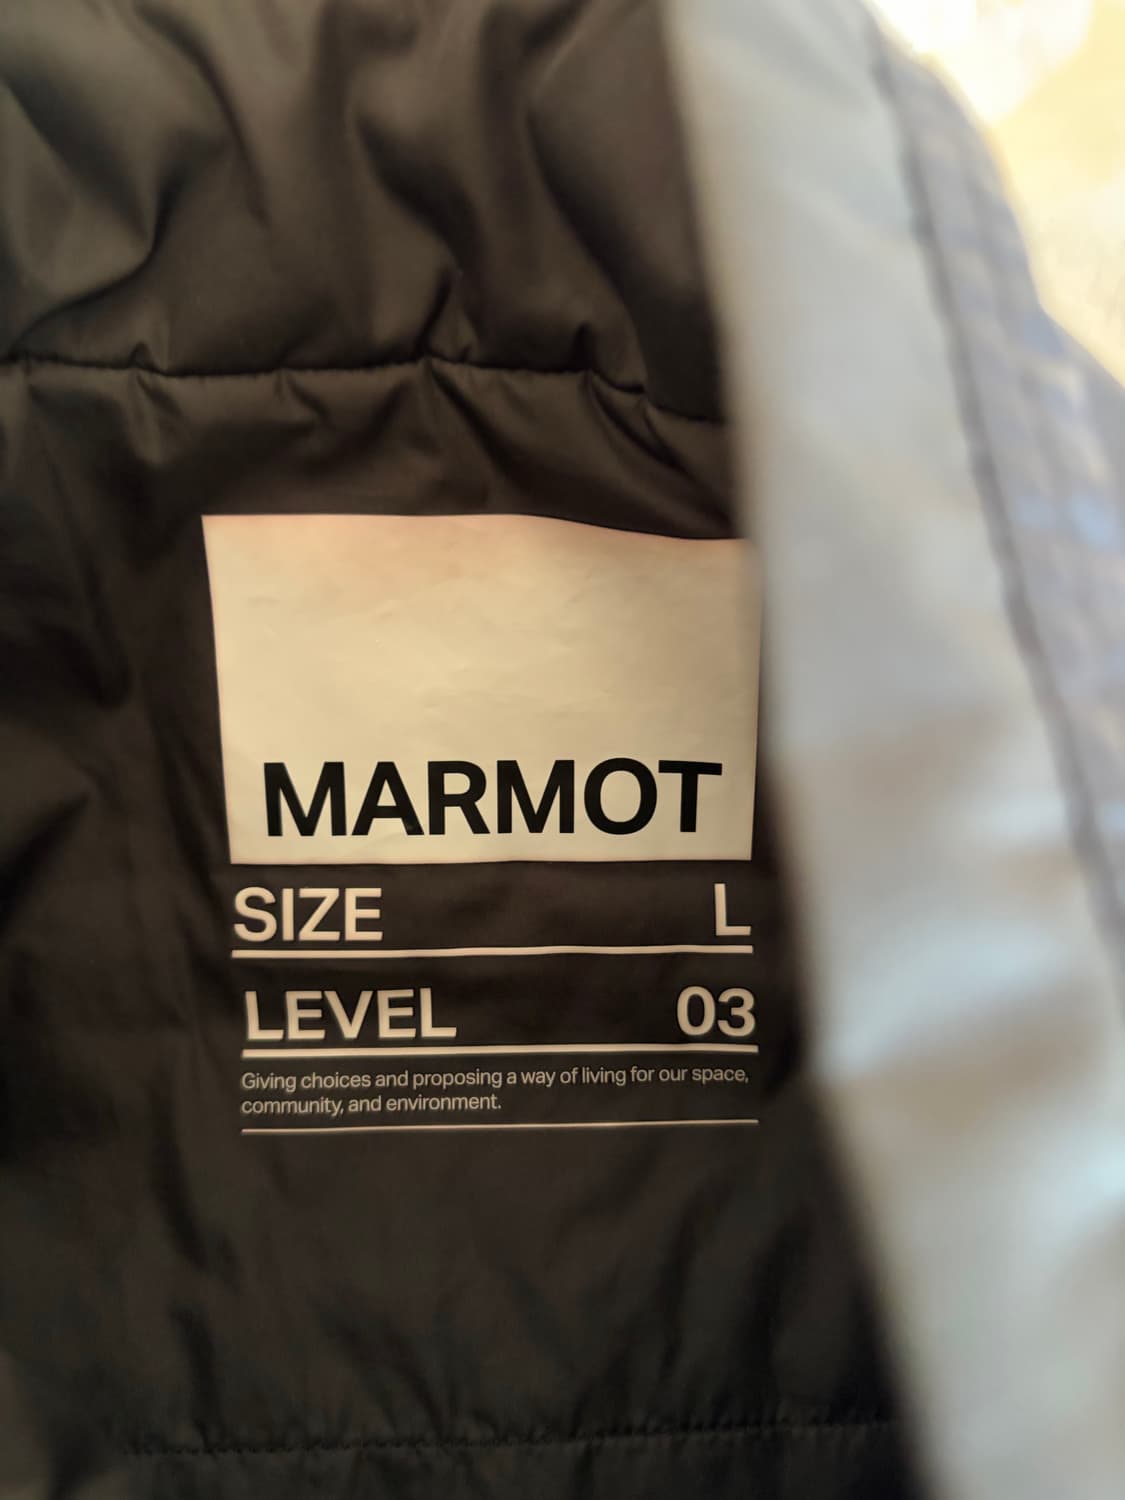 MARMOT
SIZE L
LEVEL 03
Giving choices and proposing a way of living for our space,
community, and environment.